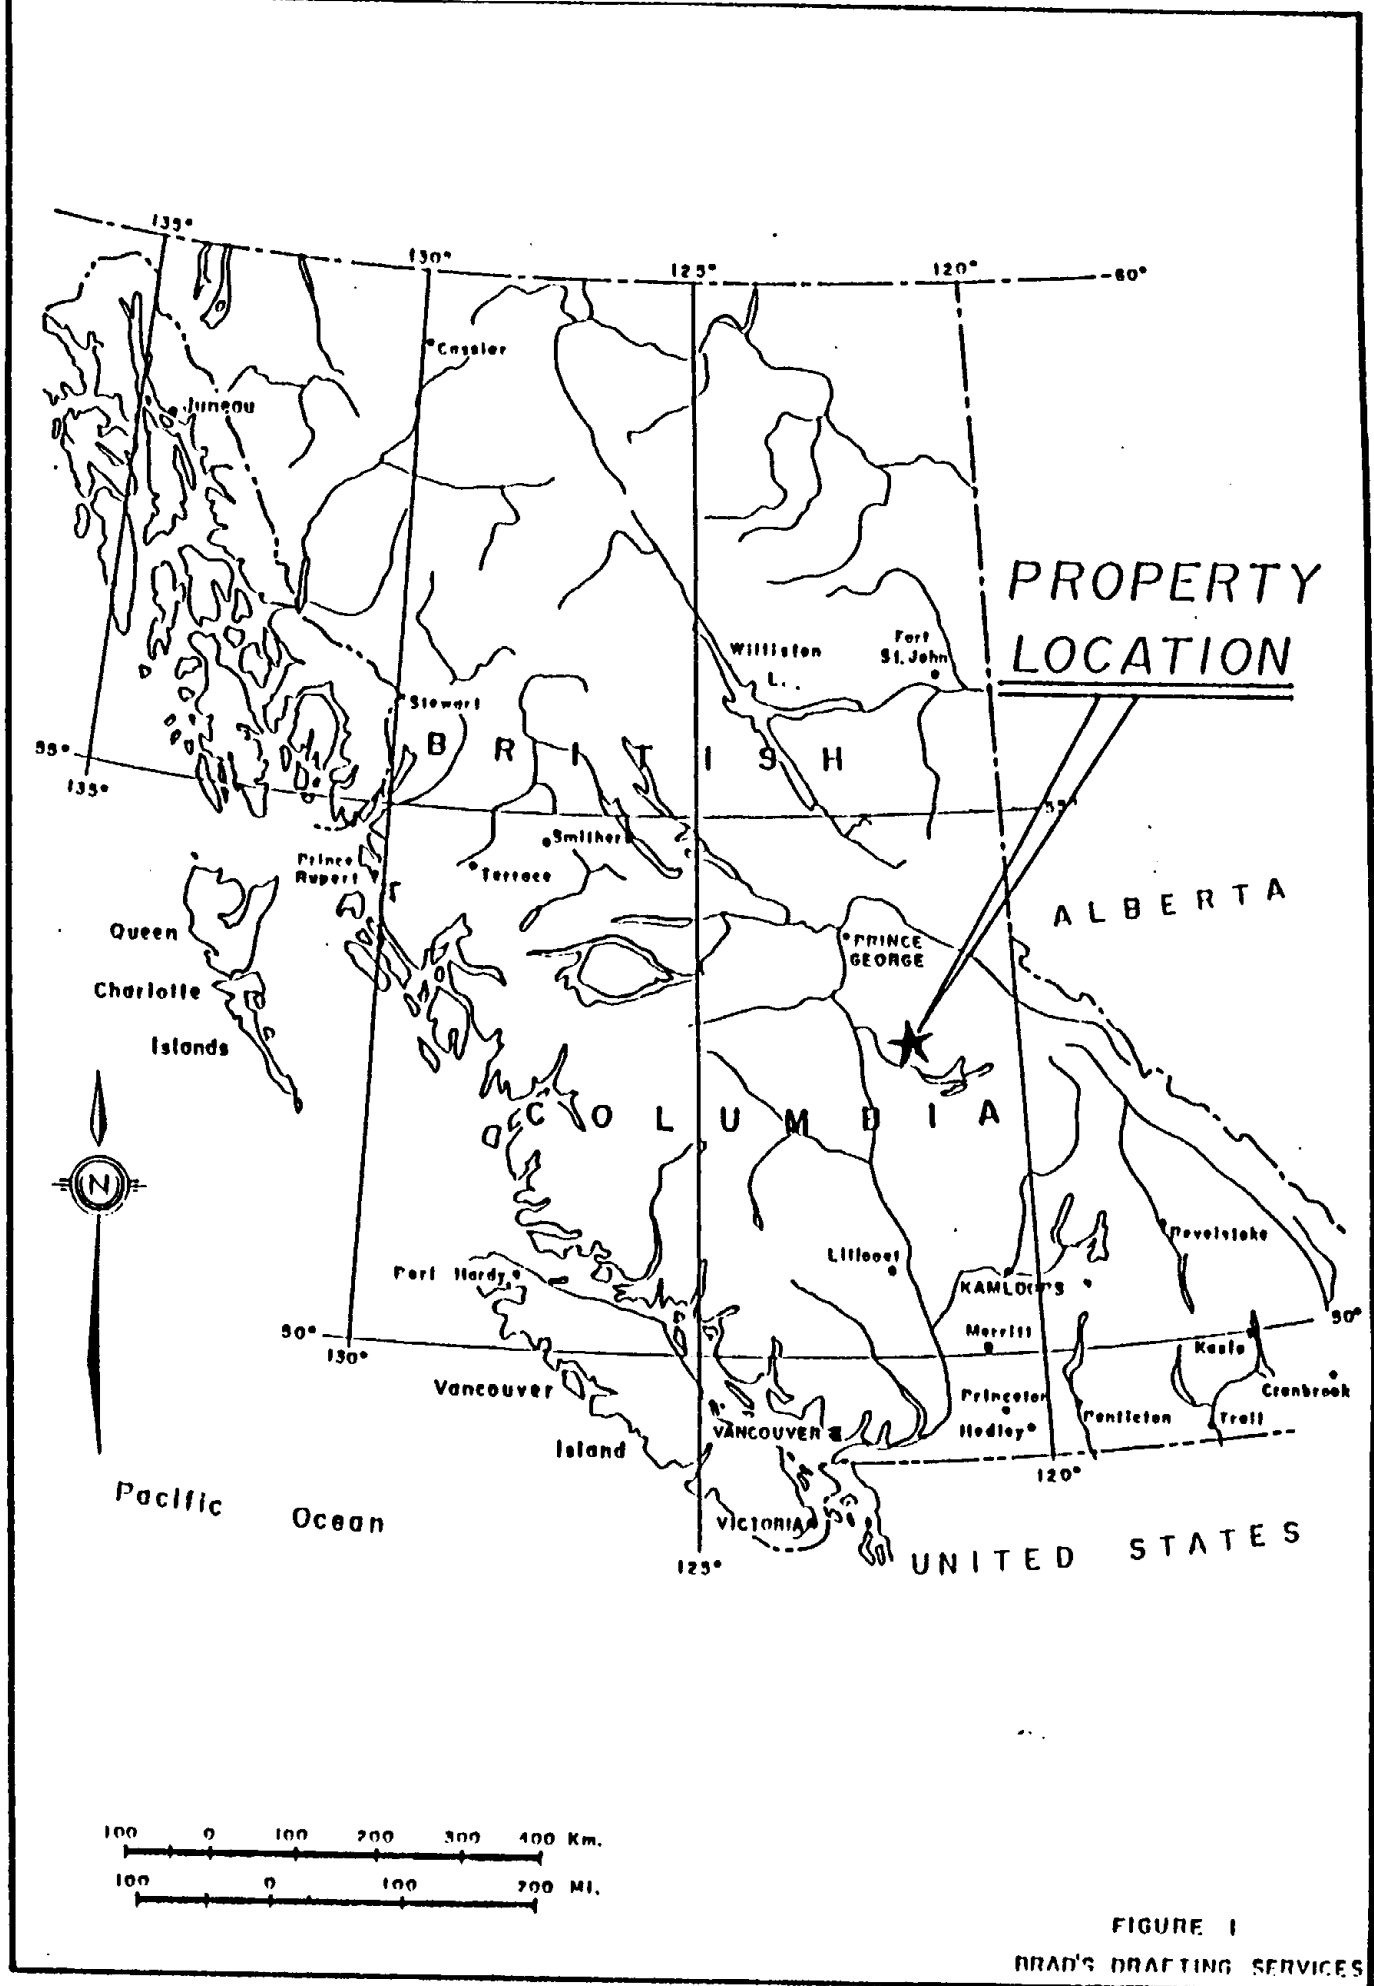 135°
130°
125°
120°
60°
Cassiar
Juneau
PROPERTY
LOCATION
Williston
L.
Fort
St. John
Stewart
BRITISH
55°
135°
55°
Smithers
Terrace
Prince
Rupert
ALBERTA
Queen
Charlotte
Islands
PRINCE
GEORGE
COLUMBIA
N
Revelstoke
Lillooet
Port Hardy
KAMLOOPS
50°
130°
50°
Merritt
Kaslo
Vancouver
Island
Princeton
Cranbrook
VANCOUVER
Hedley
Penticton
Trail
120°
Pacific Ocean
VICTORIA
125°
UNITED STATES
100 0 100 200 300 400 Km.
100 0 100 200 MI.
FIGURE 1
BRAD'S DRAFTING SERVICES